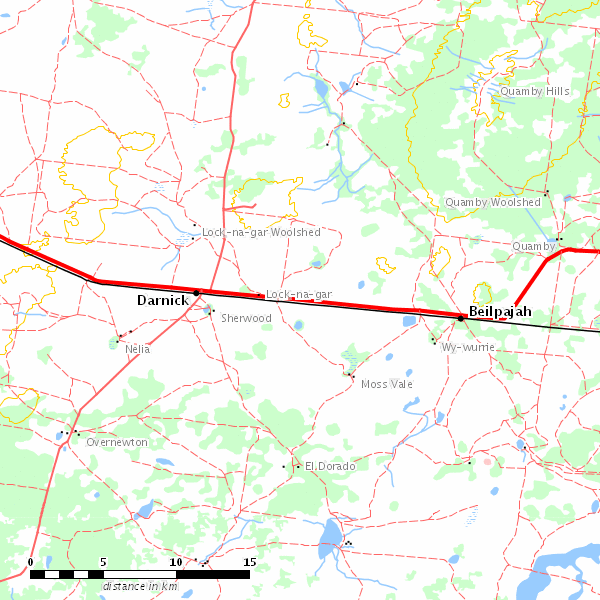 Quamby Hills
Quamby Woolshed
Lock-na-gar Woolshed
Quamby
Lock-na-gar
Darnick
Beilpajah
Sherwood
Nelia
Wy-wurrie
Moss Vale
Overnewton
El Dorado
0 5 10 15
distance in km